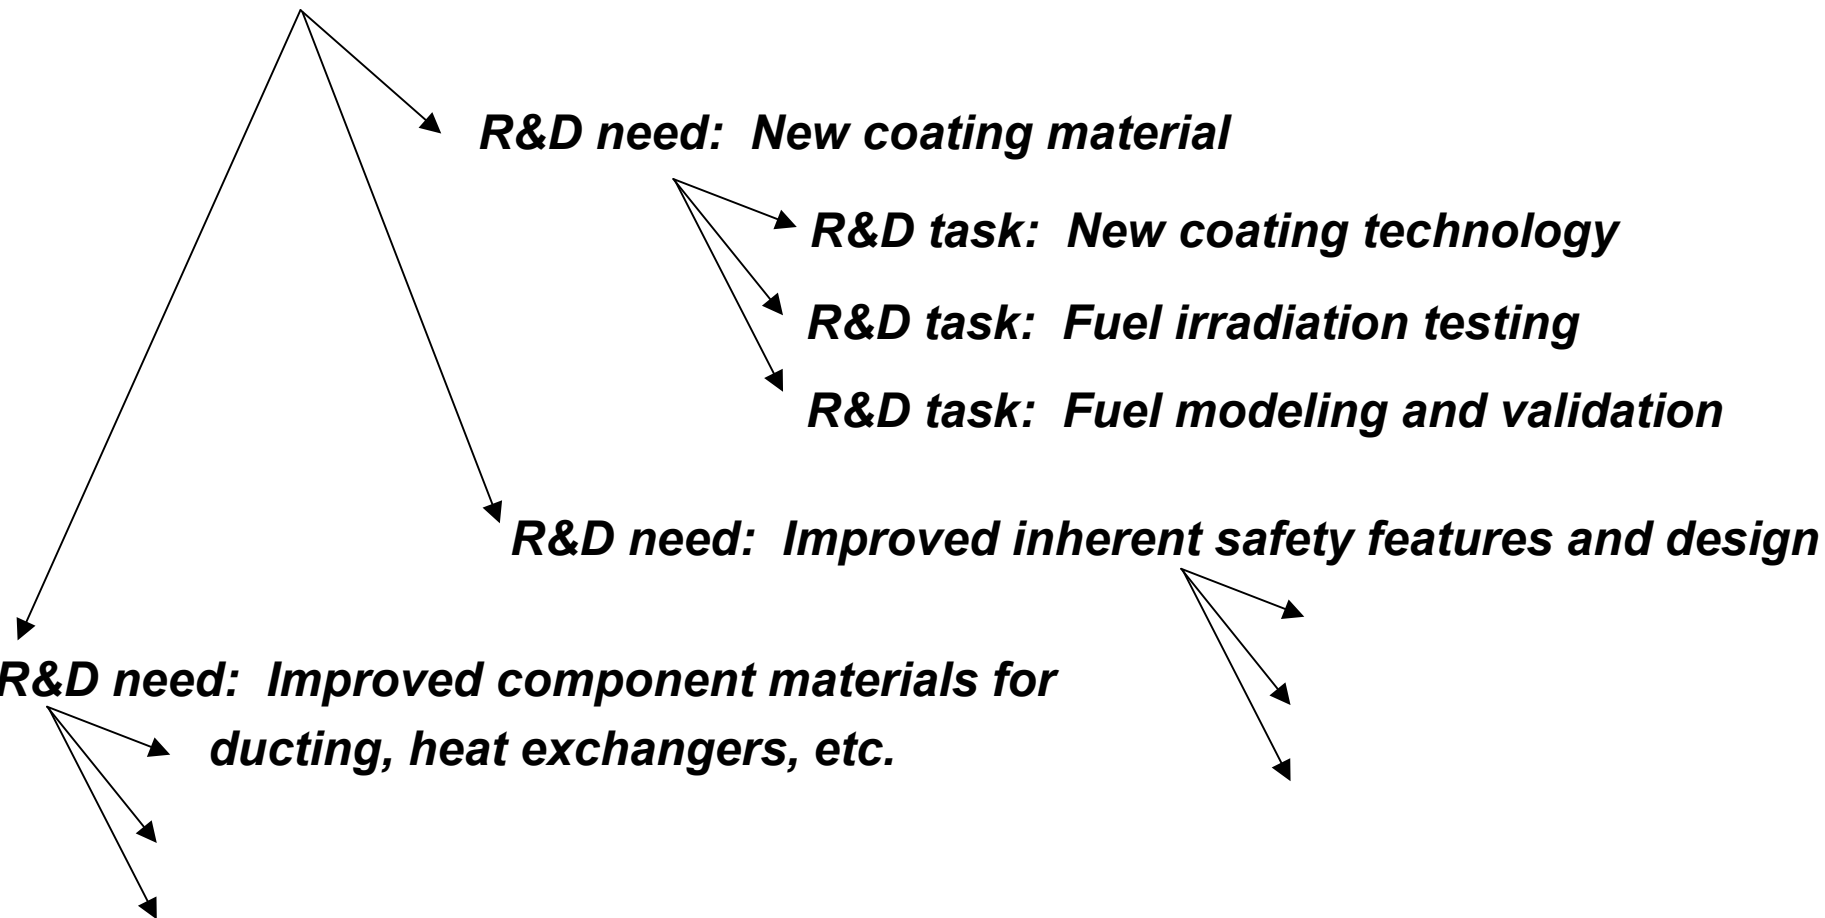 R&D need:  New coating material
R&D task:  New coating technology
R&D task:  Fuel irradiation testing
R&D task:  Fuel modeling and validation
R&D need:  Improved inherent safety features and design
R&D need:  Improved component materials for
ducting, heat exchangers, etc.